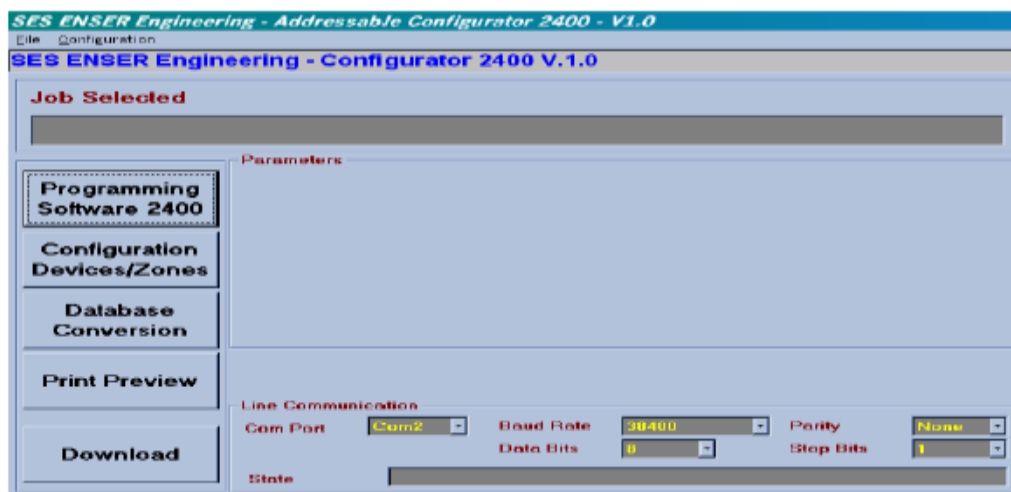 SES ENSER Engineering - Addressable Configurator 2400 - V1.0
File Configuration
SES ENSER Engineering - Configurator 2400 V.1.0
Job Selected
Parameters
Programming
Software 2400
Configuration
Devices/Zones
Database
Conversion
Print Preview
Download
Line Communication
Com Port Com2 Baud Rate 38400 Parity None
Data Bits 8 Stop Bits 1
State